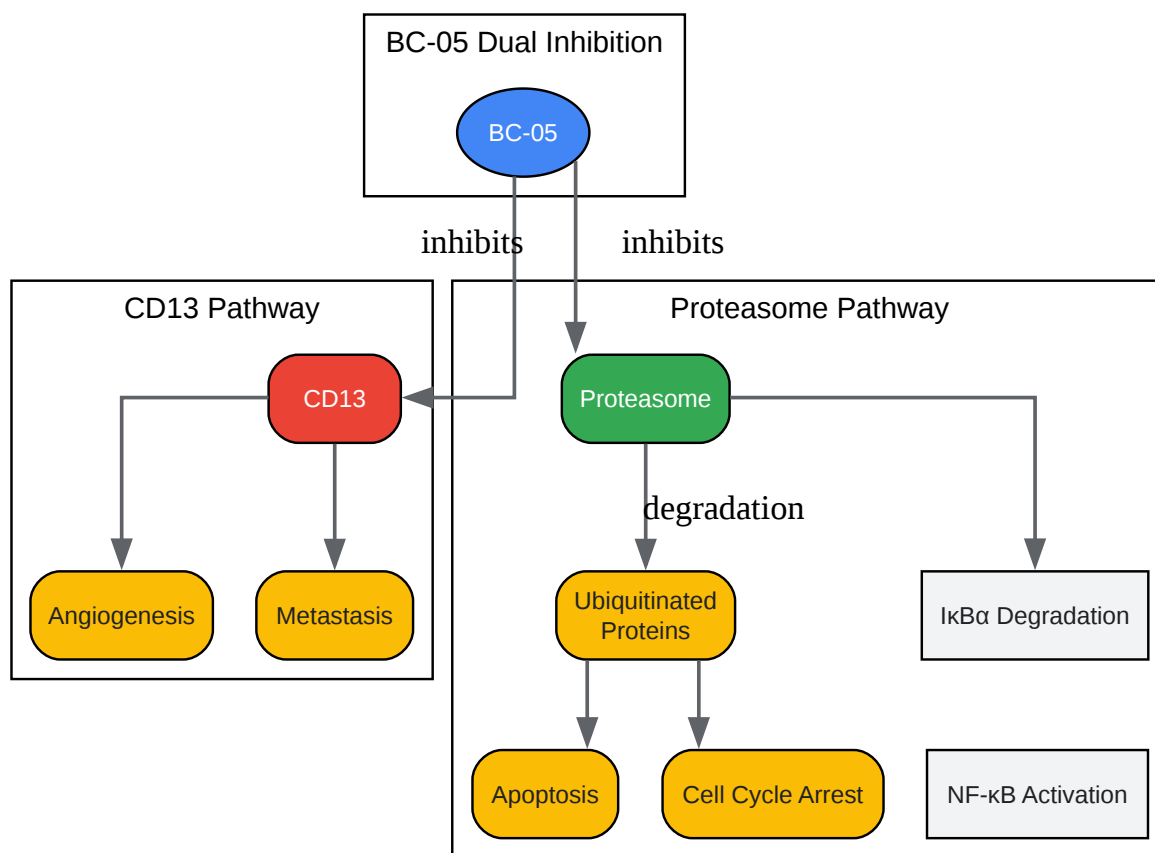 BC-05 Dual Inhibition
BC-05
inhibits
inhibits
CD13 Pathway
Proteasome Pathway
CD13
Proteasome
degradation
Angiogenesis
Metastasis
Ubiquitinated
Proteins
IκBα Degradation
Apoptosis
Cell Cycle Arrest
NF-κB Activation